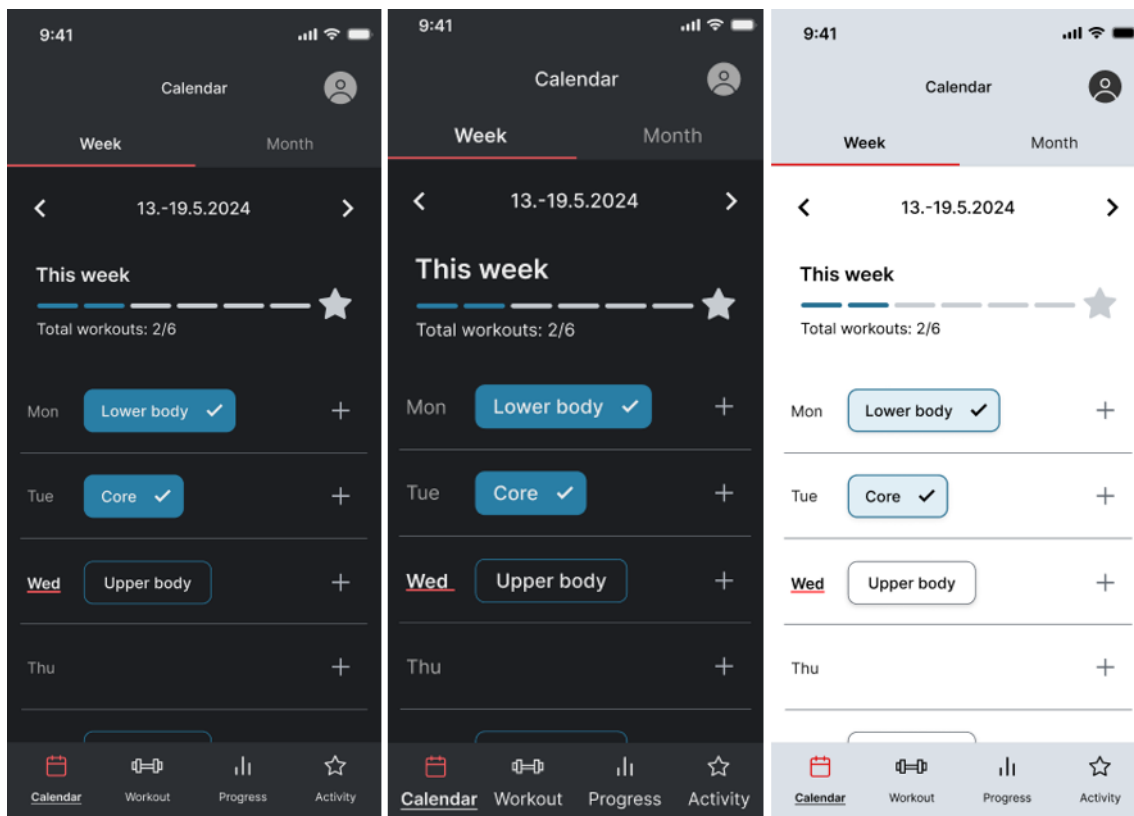 9:41
Calendar
Week Month
13.-19.5.2024
This week
Total workouts: 2/6
Mon Lower body
Tue Core
Wed Upper body
Thu
Calendar Workout Progress Activity
9:41
Calendar
Week Month
13.-19.5.2024
This week
Total workouts: 2/6
Mon Lower body
Tue Core
Wed Upper body
Thu
Calendar Workout Progress Activity
9:41
Calendar
Week Month
13.-19.5.2024
This week
Total workouts: 2/6
Mon Lower body
Tue Core
Wed Upper body
Thu
Calendar Workout Progress Activity